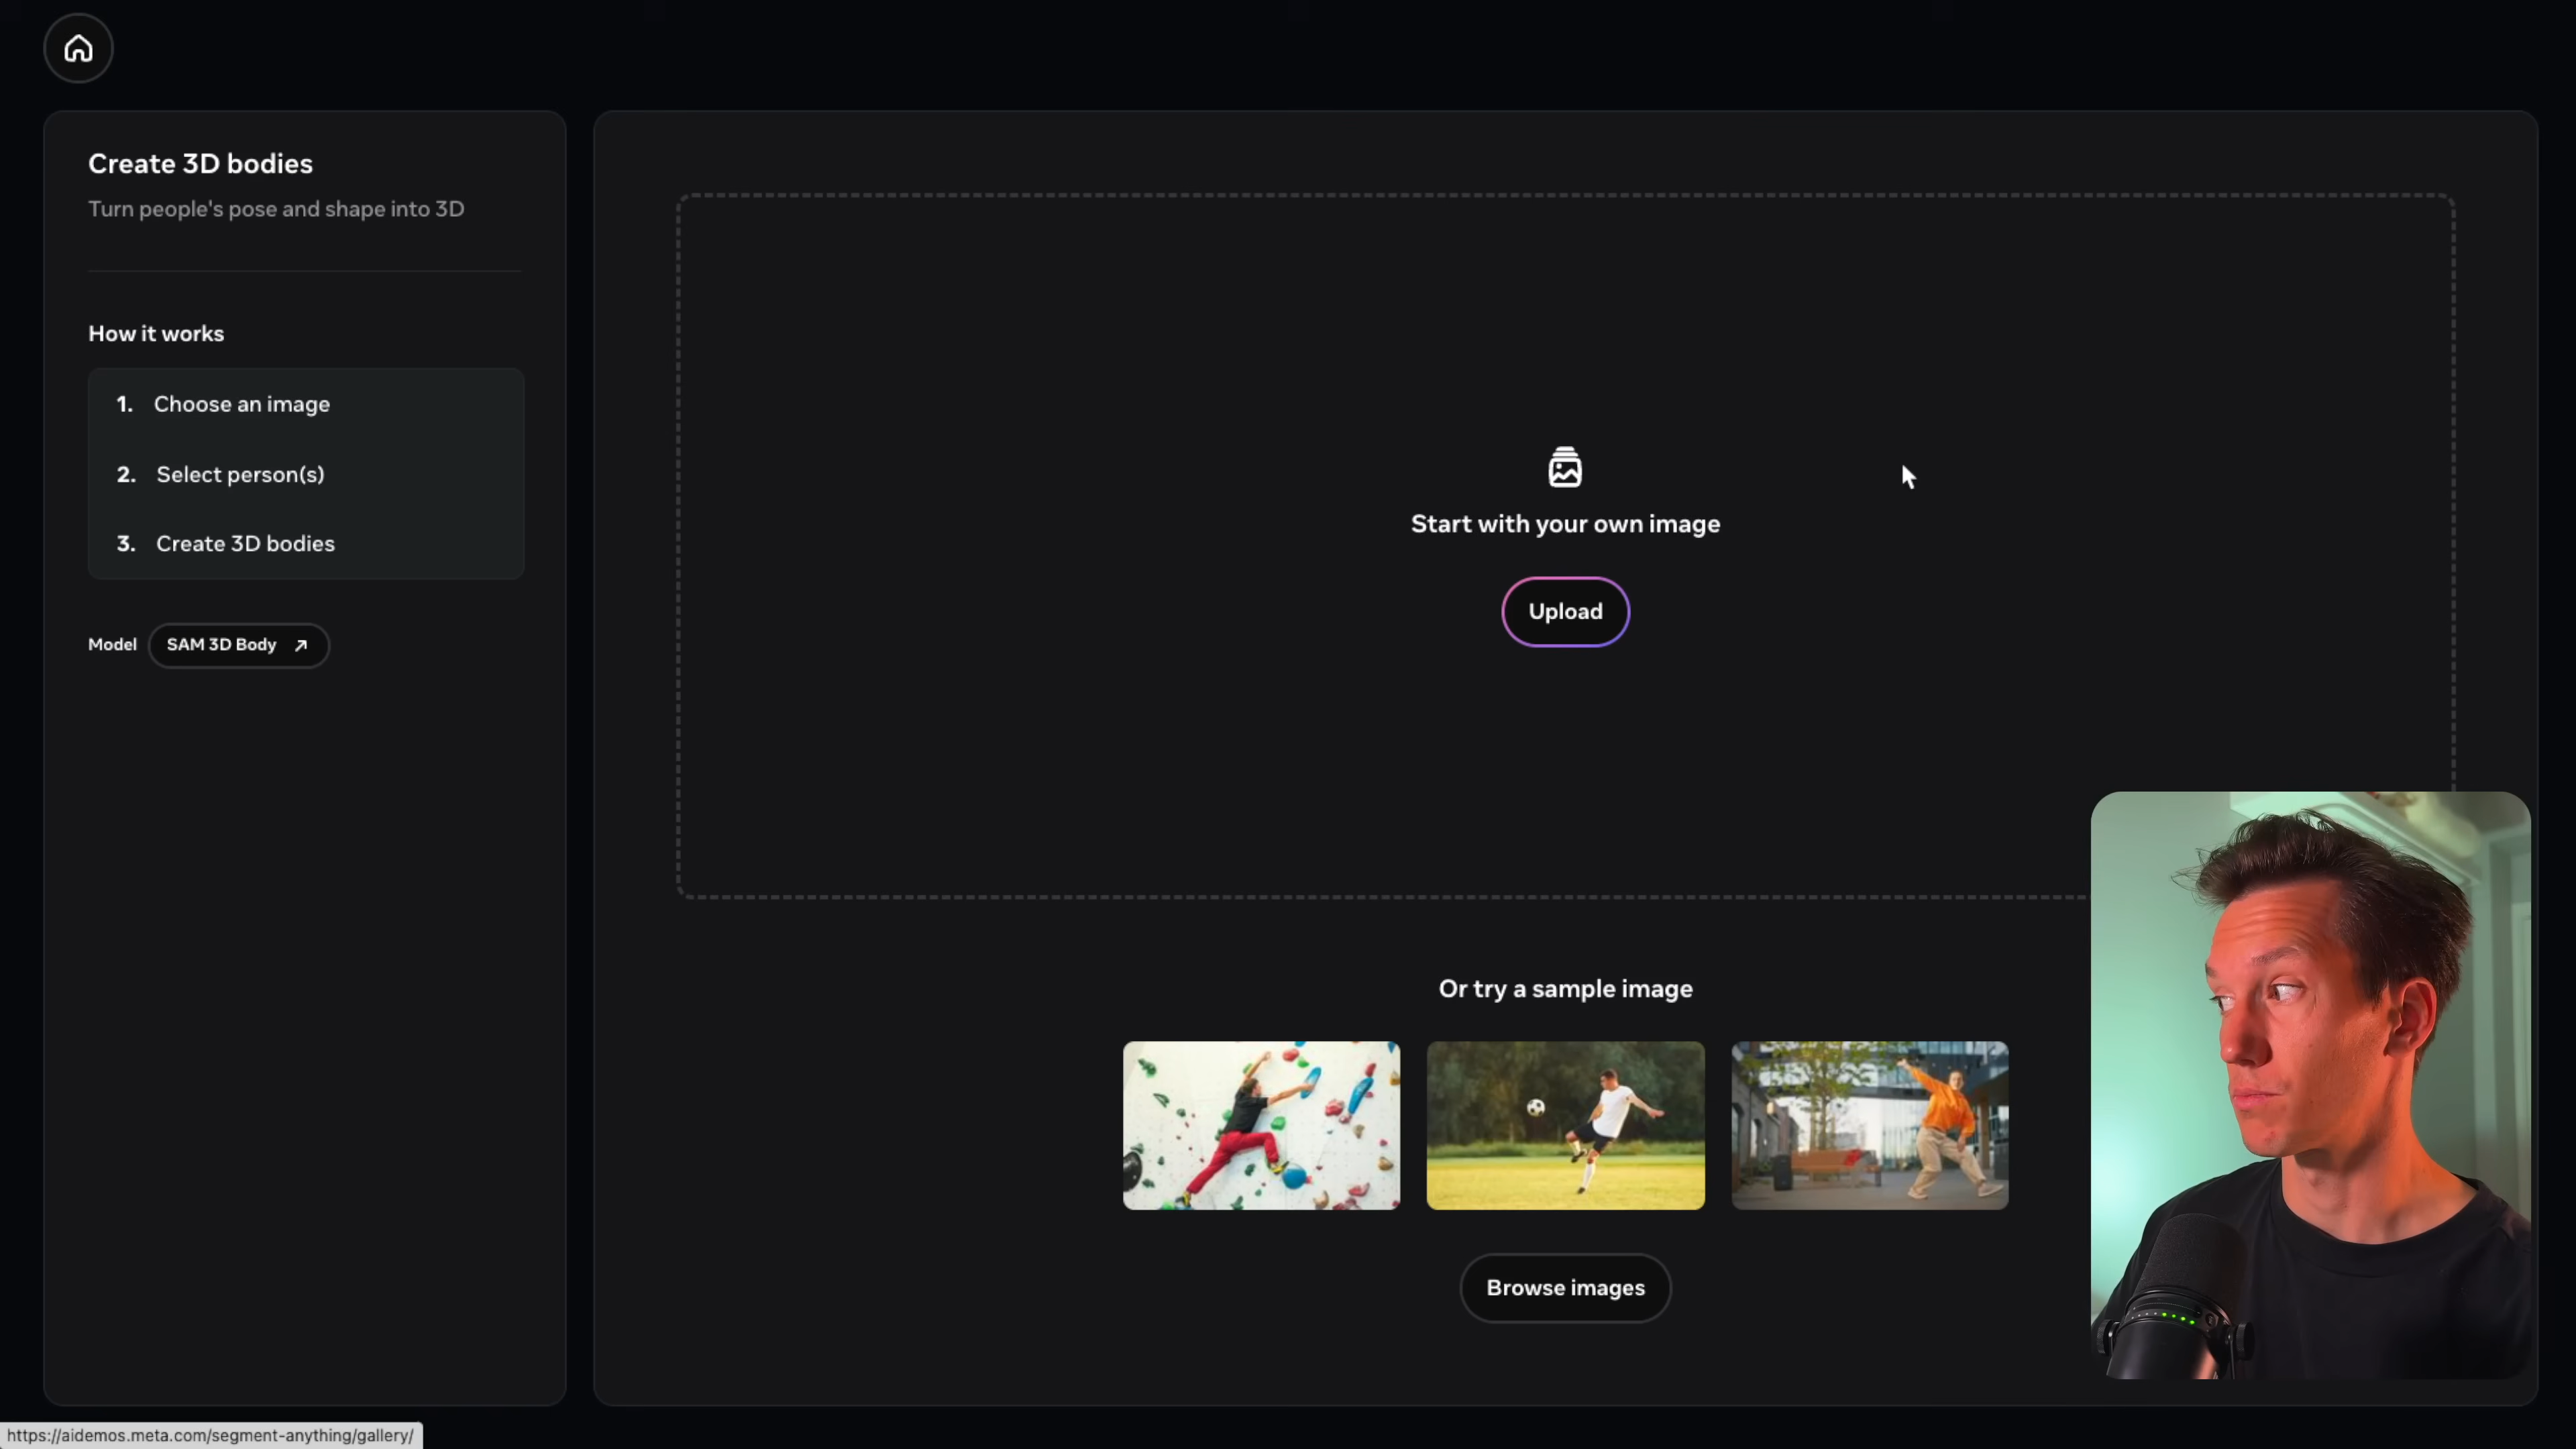 Create 3D bodies
Turn people's pose and shape into 3D
How it works
1. Choose an image
2. Select person(s)
3. Create 3D bodies
Model SAM 3D Body
Start with your own image
Upload
Or try a sample image
Browse images
https://aidemos.meta.com/segment-anything/gallery/